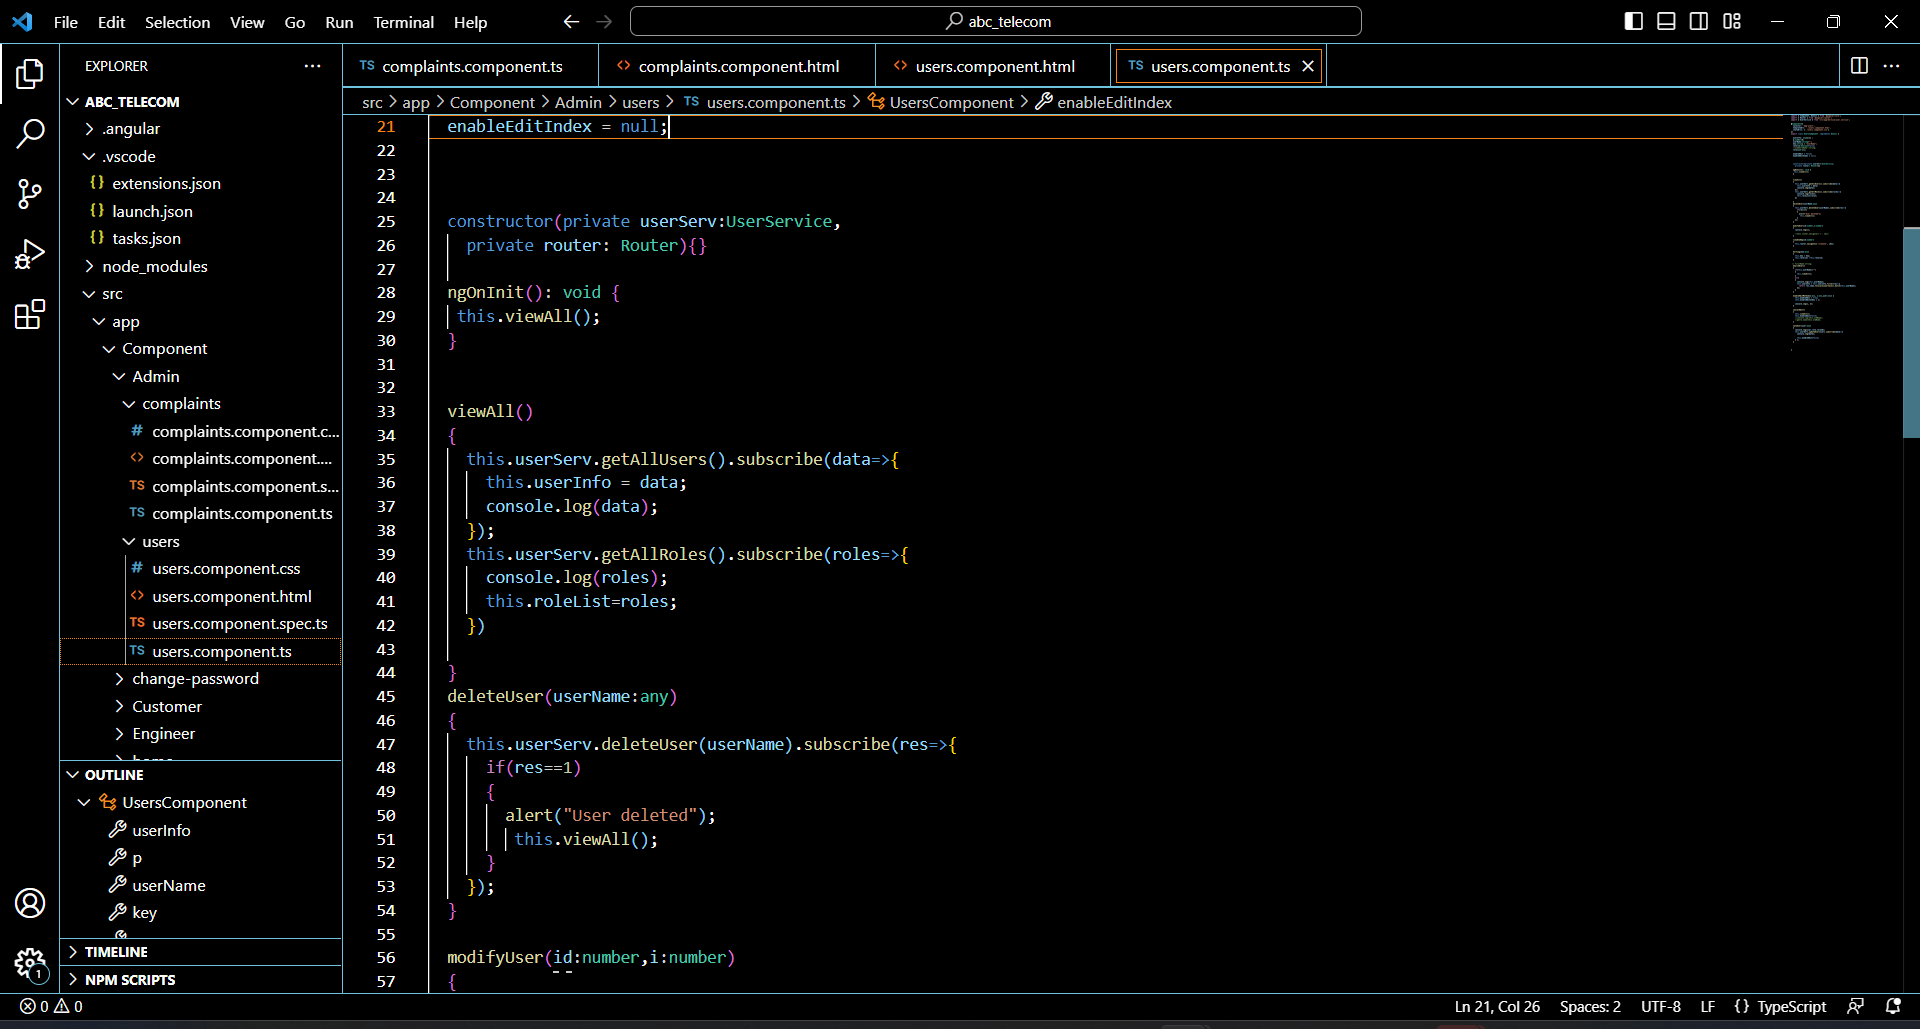 File Edit Selection View Go Run Terminal Help
abc_telecom
EXPLORER
complaints.component.ts
complaints.component.html
users.component.html
TS users.component.ts
src > app > Component > Admin > users > TS users.component.ts > UsersComponent > enableEditIndex
ABC_TELECOM
.angular
.vscode
{} extensions.json
{} launch.json
{} tasks.json
node_modules
src
app
Component
Admin
complaints
# complaints.component.c...
<> complaints.component....
TS complaints.component.s...
TS complaints.component.ts
users
# users.component.css
<> users.component.html
TS users.component.spec.ts
TS users.component.ts
change-password
Customer
Engineer
OUTLINE
UsersComponent
userInfo
p
userName
key
TIMELINE
NPM SCRIPTS
21 enableEditIndex = null;
22
23
24
25 constructor(private userServ:UserService,
26 private router: Router){}
27
28 ngOnInit(): void {
29 this.viewAll();
30 }
31
32
33 viewAll()
34 {
35 this.userServ.getAllUsers().subscribe(data=>{
36 this.userInfo = data;
37 console.log(data);
38 });
39 this.userServ.getAllRoles().subscribe(roles=>{
40 console.log(roles);
41 this.roleList=roles;
42 })
43
44 }
45 deleteUser(userName:any)
46 {
47 this.userServ.deleteUser(userName).subscribe(res=>{
48 if(res==1)
49 {
50 alert("User deleted");
51 this.viewAll();
52 }
53 });
54 }
55
56 modifyUser(id:number,i:number)
57 {
1
0 0
Ln 21, Col 26 Spaces: 2 UTF-8 LF {} TypeScript